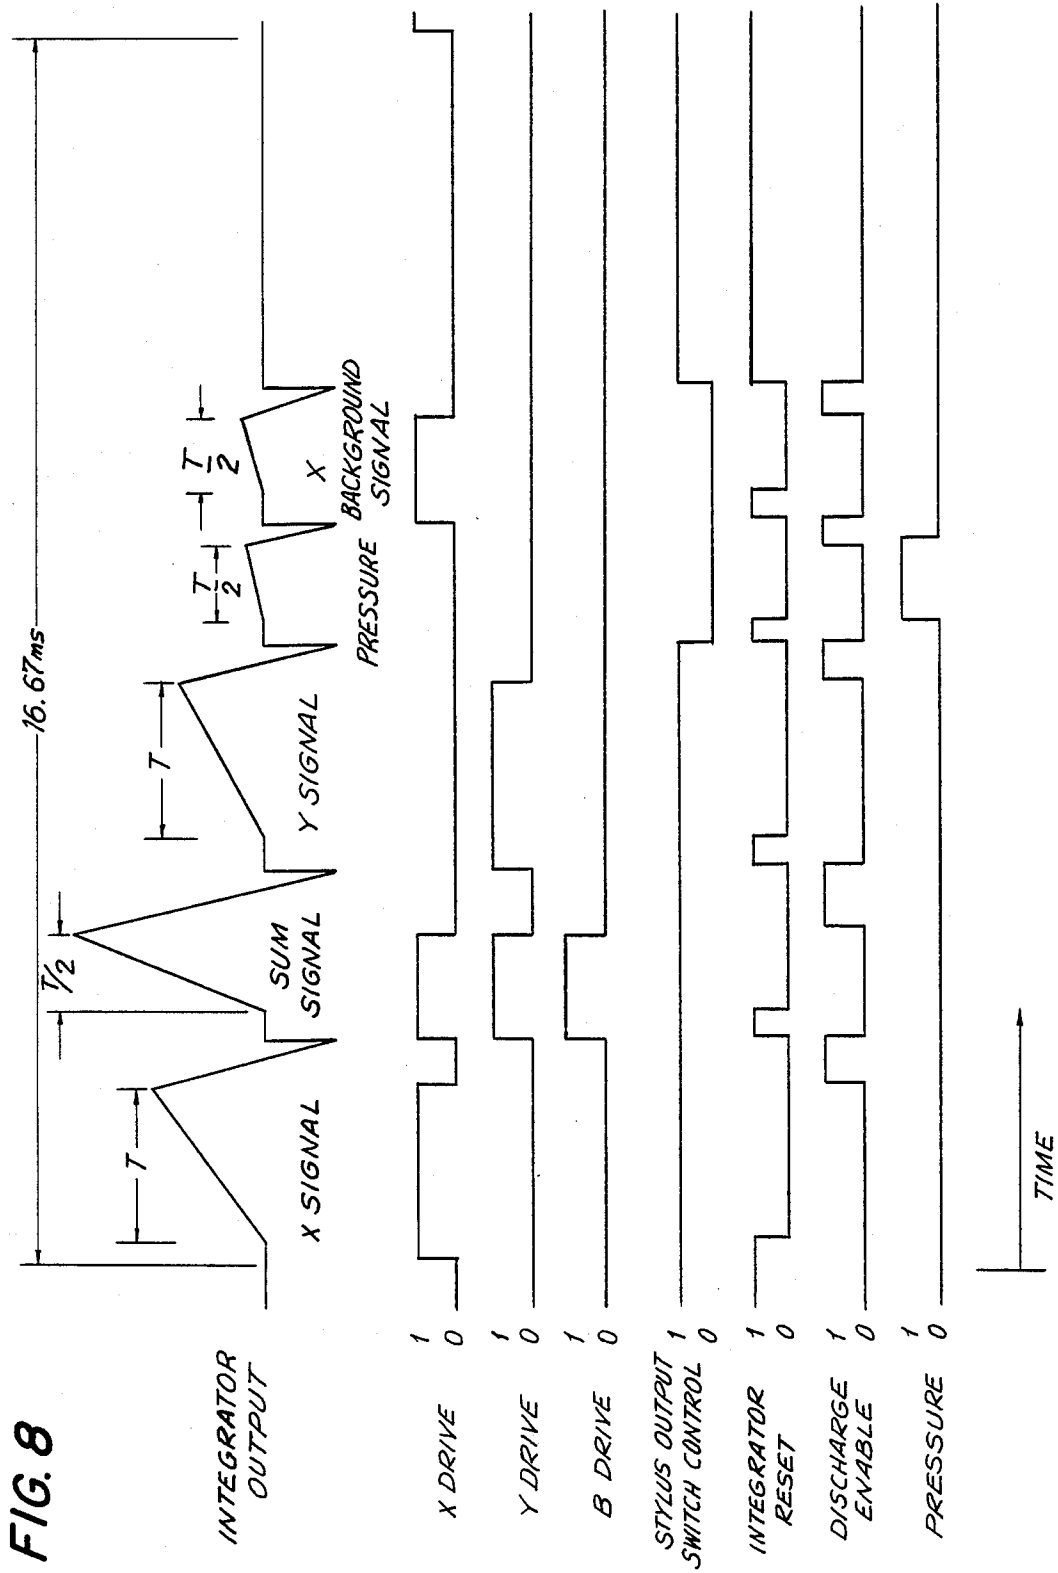 FIG. 8
16.67ms
T
T/2
T
T/2
T/2
INTEGRATOR
OUTPUT
X SIGNAL
SUM
SIGNAL
Y SIGNAL
PRESSURE
X
BACKGROUND
SIGNAL
X DRIVE
1
0
Y DRIVE
1
0
B DRIVE
1
0
STYLUS OUTPUT
SWITCH CONTROL
1
0
INTEGRATOR
RESET
1
0
DISCHARGE
ENABLE
1
0
PRESSURE
1
0
TIME